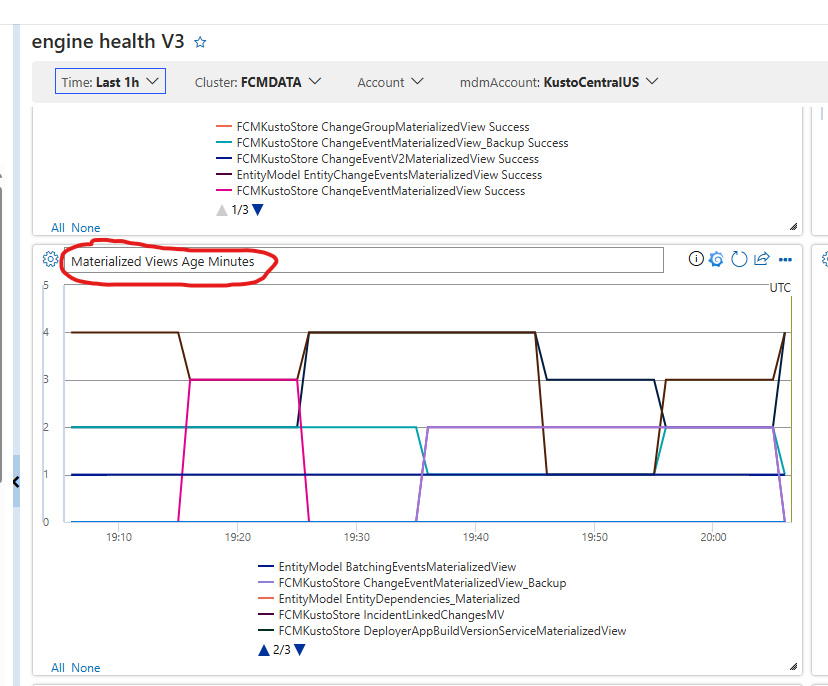 engine health V3
Time: Last 1h Cluster: FCMDATA Account mdmAccount: KustoCentralUS
FCMKustoStore ChangeGroupMaterializedView Success
FCMKustoStore ChangeEventMaterializedView_Backup Success
FCMKustoStore ChangeEventV2MaterializedView Success
EntityModel EntityChangeEventsMaterializedView Success
FCMKustoStore ChangeEventMaterializedView Success
1/3
All None
Materialized Views Age Minutes
UTC
5
4
3
2
1
0
19:10 19:20 19:30 19:40 19:50 20:00
EntityModel BatchingEventsMaterializedView
FCMKustoStore ChangeEventMaterializedView_Backup
EntityModel EntityDependencies_Materialized
FCMKustoStore IncidentLinkedChangesMV
FCMKustoStore DeployerAppBuildVersionServiceMaterializedView
2/3
All None